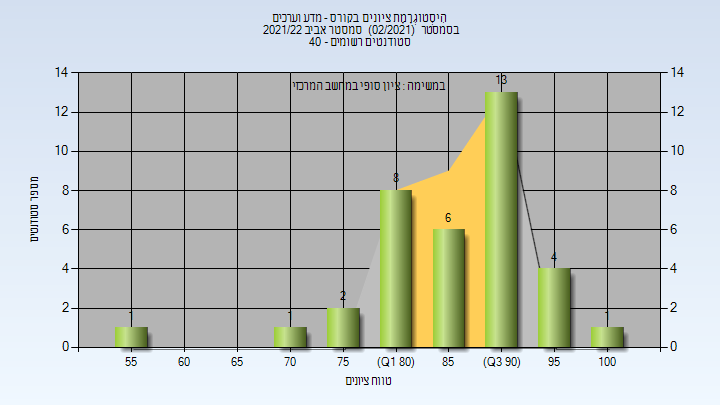 היסטוגרמת ציונים בקורס - מדע וערכים
בסמסטר (02/2021) סמסטר אביב 2021/22
סטודנטים רשומים - 40
במשימה : ציון סופי במחשב המרכזי
מספר סטודנטים
14 12 10 8 6 4 2 0
14 12 10 8 6 4 2 0
1 1 2 8 6 13 4 1
55 60 65 70 75 (Q1 80) 85 (Q3 90) 95 100
טווח ציונים